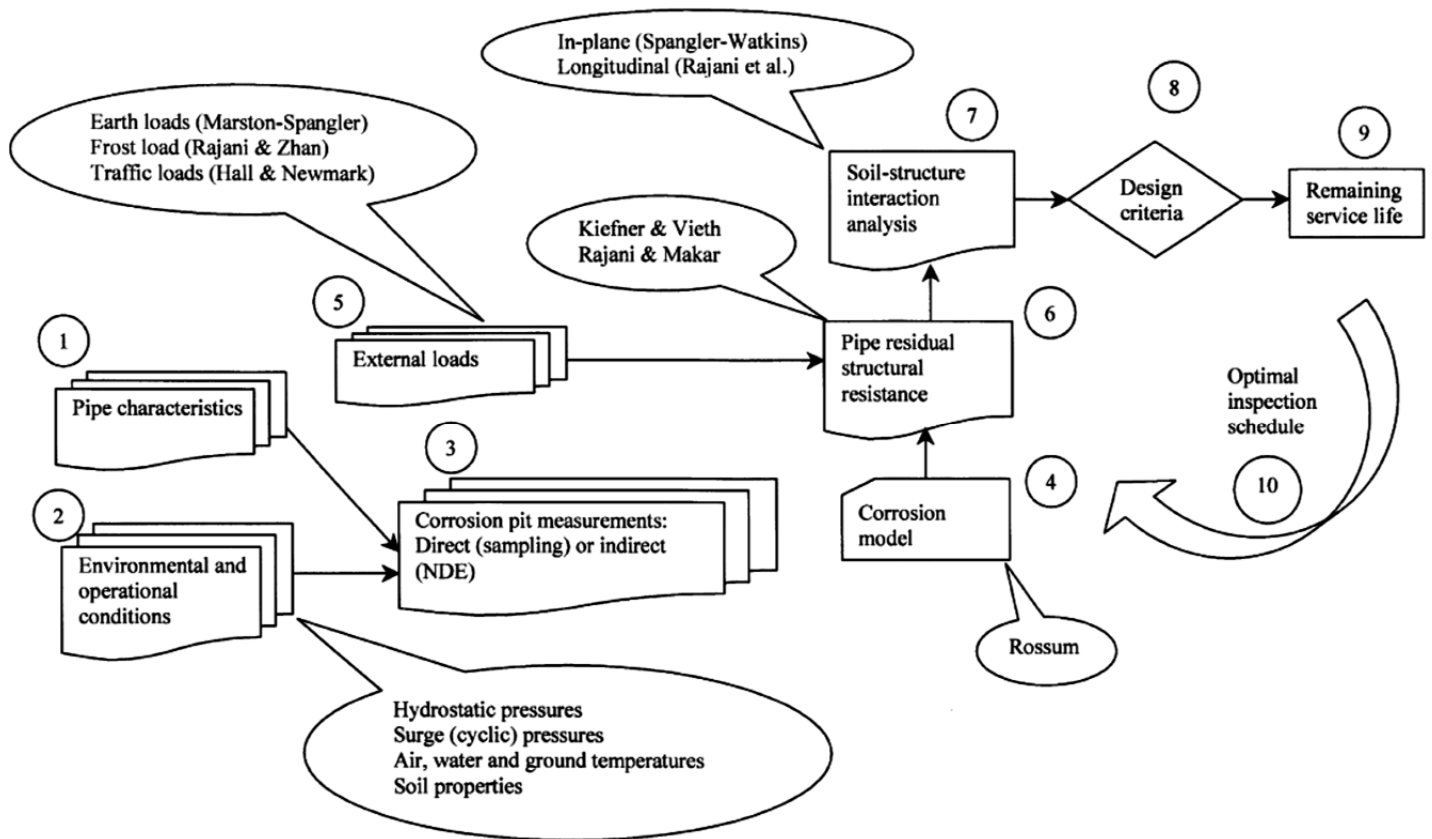 In-plane (Spangler-Watkins)
Longitudinal (Rajani et al.)
Earth loads (Marston-Spangler)
Frost load (Rajani & Zhan)
Traffic loads (Hall & Newmark)
7
8
9
Soil-structure
interaction
analysis
Design
criteria
Remaining
service life
Kiefner & Vieth
Rajani & Makar
5
External loads
6
Pipe residual
structural
resistance
1
Pipe characteristics
Optimal
inspection
schedule
10
3
Corrosion pit measurements:
Direct (sampling) or indirect
(NDE)
4
Corrosion
model
2
Environmental and
operational
conditions
Rossum
Hydrostatic pressures
Surge (cyclic) pressures
Air, water and ground temperatures
Soil properties